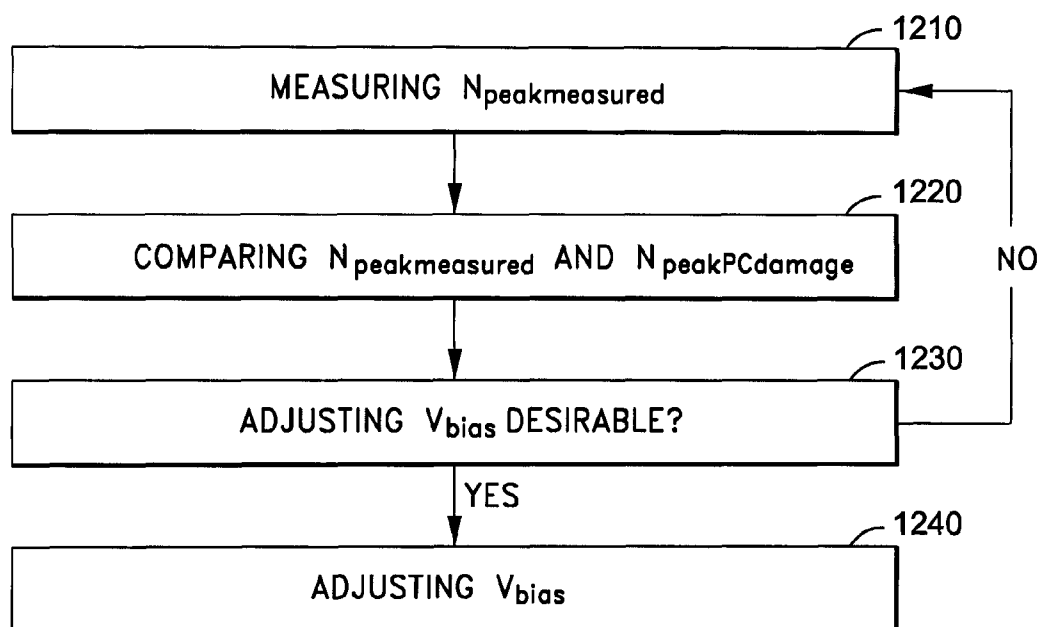 1210
MEASURING Npeakmeasured
1220
COMPARING Npeakmeasured AND NpeakPCdamage
NO
1230
ADJUSTING Vbias DESIRABLE?
YES
1240
ADJUSTING Vbias